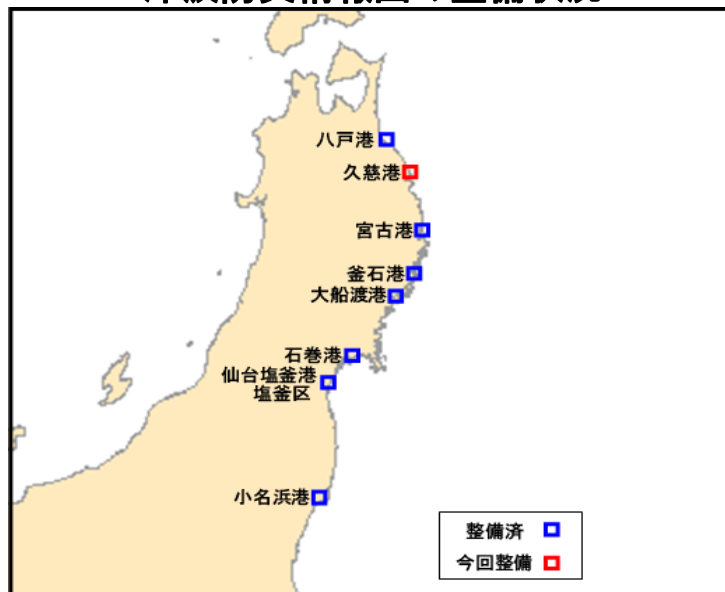 八戸港
久慈港
宮古港
釜石港
大船渡港
石巻港
仙台塩釜港
塩釜区
小名浜港
整備済
今回整備